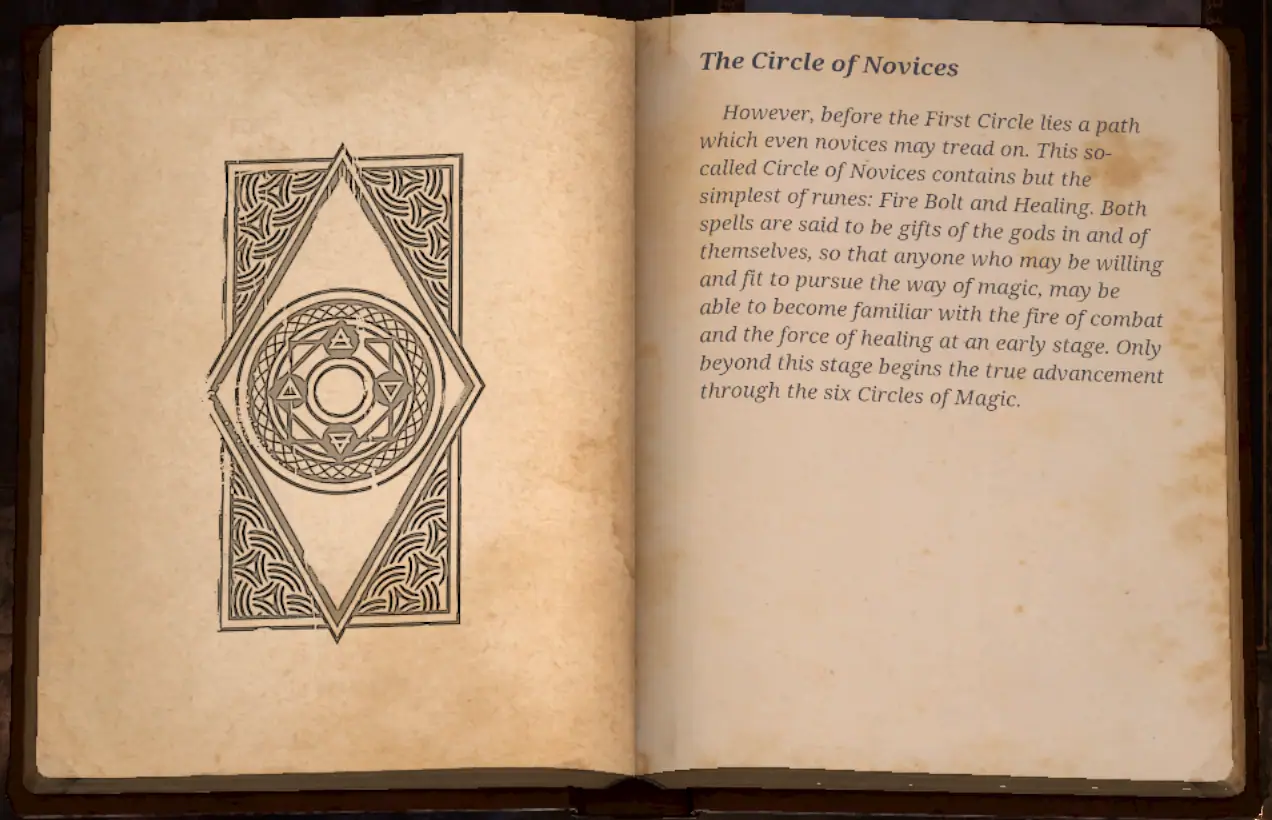 The Circle of Novices
However, before the First Circle lies a path
which even novices may tread on. This so-
called Circle of Novices contains but the
simplest of runes: Fire Bolt and Healing. Both
spells are said to be gifts of the gods in and of
themselves, so that anyone who may be willing
and fit to pursue the way of magic, may be
able to become familiar with the fire of combat
and the force of healing at an early stage. Only
beyond this stage begins the true advancement
through the six Circles of Magic.